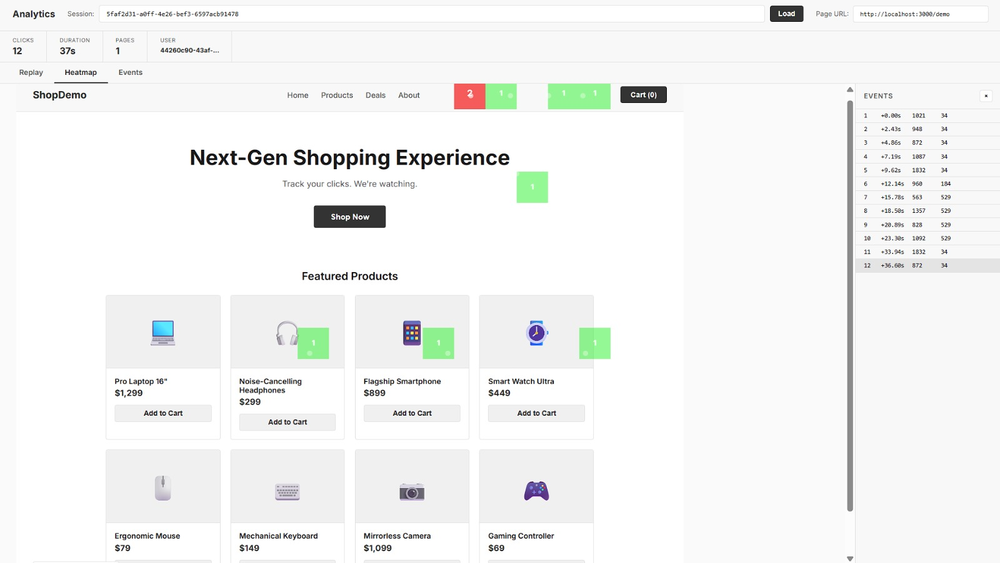 Analytics Session: 5faf2d31-a0ff-4e26-bef3-6597acb91478 Load Page URL: http://localhost:3000/demo
CLICKS DURATION PAGES USER
12 37s 1 44260c90-43af-...
Replay Heatmap Events
ShopDemo Home Products Deals About 2 1 1 1 Cart (0)
Next-Gen Shopping Experience
Track your clicks. We're watching.
1
Shop Now
Featured Products
1 1 1
Pro Laptop 16"
$1,299
Add to Cart
Noise-Cancelling
Headphones
$299
Add to Cart
Flagship Smartphone
$899
Add to Cart
Smart Watch Ultra
$449
Add to Cart
Ergonomic Mouse
$79
Mechanical Keyboard
$149
Mirrorless Camera
$1,099
Gaming Controller
$69
EVENTS ×
1 +0.00s 1021 34
2 +2.43s 948 34
3 +4.86s 872 34
4 +7.19s 1087 34
5 +9.62s 1832 34
6 +12.14s 960 184
7 +15.78s 563 529
8 +18.50s 1357 529
9 +20.89s 828 529
10 +23.30s 1092 529
11 +33.94s 1832 34
12 +36.60s 872 34